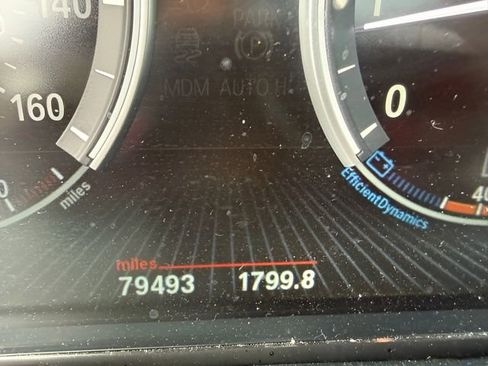 140
160
miles
PARK
MDM AUTO H
0
EfficientDynamics
40
miles
79493 1799.8